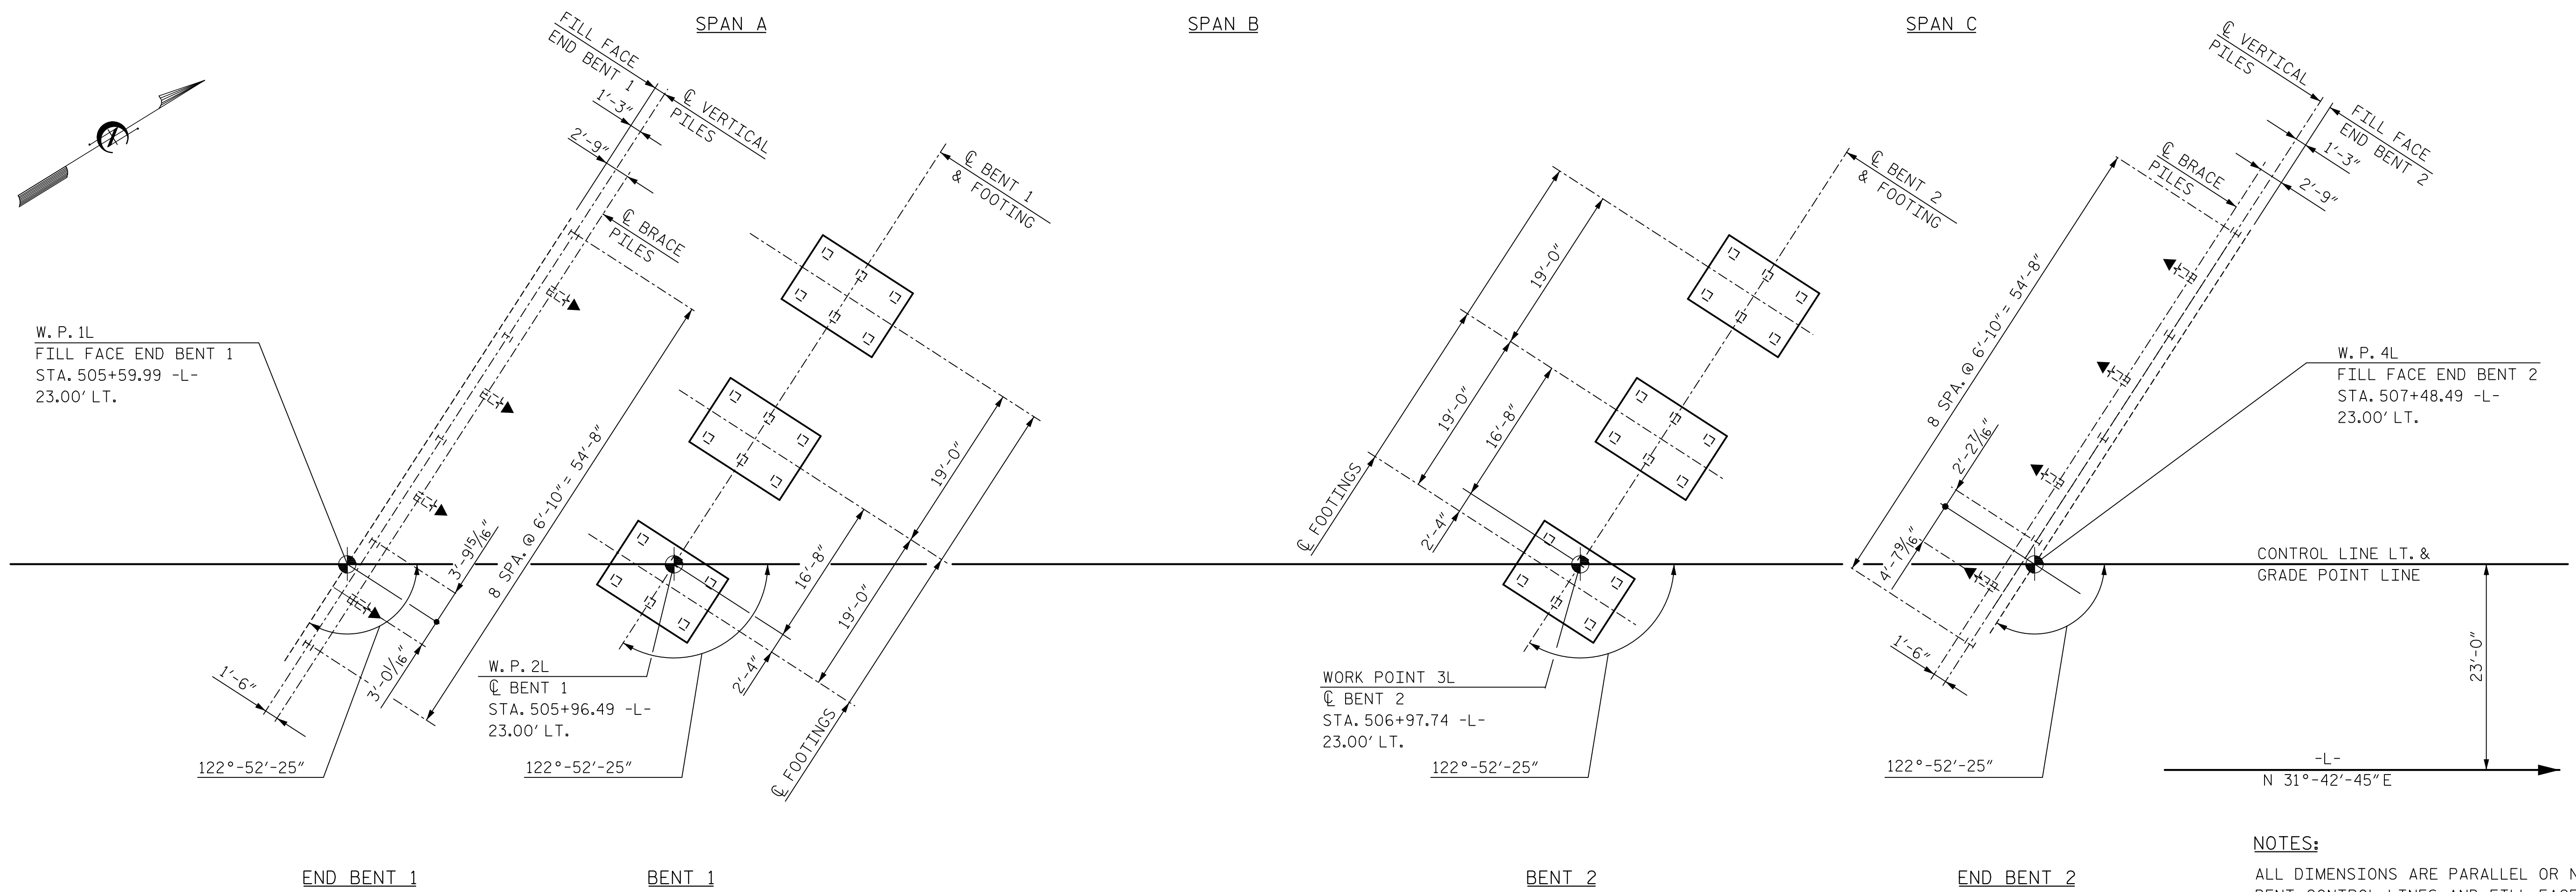 SPAN A
SPAN B
SPAN C
FILL FACE
END BENT 1
1'-3"
2'-9"
℄ VERTICAL
PILES
℄ BRACE
PILES
℄ BENT 1
& FOOTING
℄ BENT 2
& FOOTING
℄ VERTICAL
PILES
FILL FACE
END BENT 2
1'-3"
2'-9"
℄ BRACE
PILES
N
W.P. 1L
FILL FACE END BENT 1
STA. 505+59.99 -L-
23.00' LT.
8 SPA. @ 6'-10" = 54'-8"
3'-9 15/16"
3'-0 1/16"
1'-6"
122°-52'-25"
W.P. 2L
℄ BENT 1
STA. 505+96.49 -L-
23.00' LT.
122°-52'-25"
19'-0"
16'-8"
19'-0"
2'-4"
℄ FOOTINGS
19'-0"
19'-0"
16'-8"
2'-4"
℄ FOOTINGS
WORK POINT 3L
℄ BENT 2
STA. 506+97.74 -L-
23.00' LT.
122°-52'-25"
8 SPA. @ 6'-10" = 54'-8"
2'-2 7/16"
4'-7 9/16"
1'-6"
122°-52'-25"
W.P. 4L
FILL FACE END BENT 2
STA. 507+48.49 -L-
23.00' LT.
CONTROL LINE LT. &
GRADE POINT LINE
23'-0"
-L-
N 31°-42'-45" E
END BENT 1
BENT 1
BENT 2
END BENT 2
NOTES:
ALL DIMENSIONS ARE PARALLEL OR